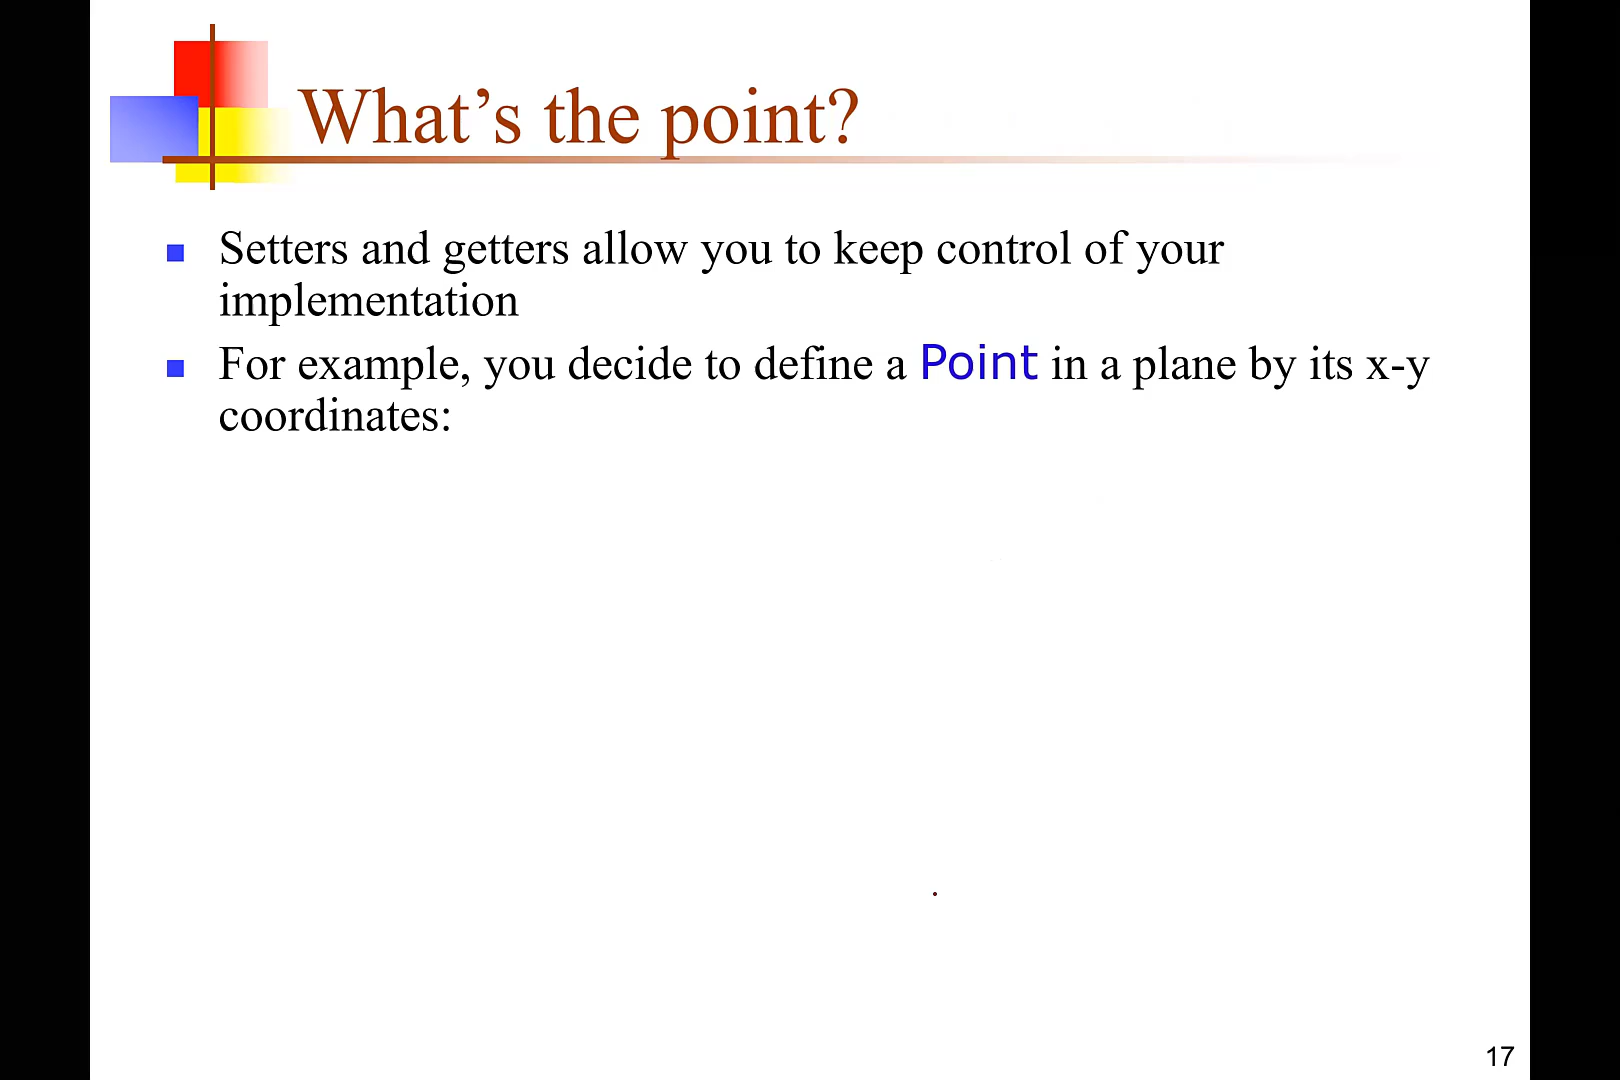 What’s the point?
Setters and getters allow you to keep control of your
implementation
For example, you decide to define a Point in a plane by its x-y
coordinates:
17